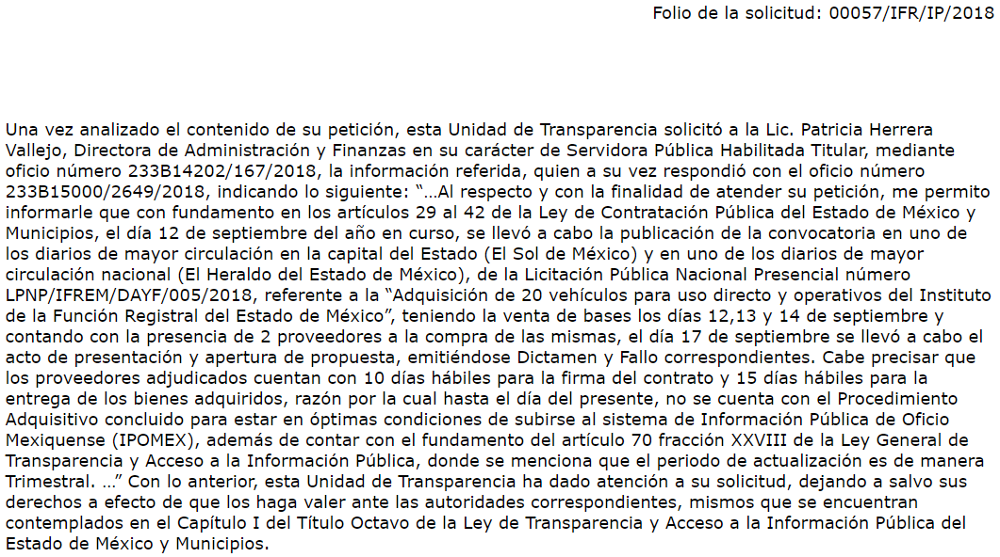 Folio de la solicitud: 00057/IFR/IP/2018
Una vez analizado el contenido de su petición, esta Unidad de Transparencia solicitó a la Lic. Patricia Herrera
Vallejo, Directora de Administración y Finanzas en su carácter de Servidora Pública Habilitada Titular, mediante
oficio número 233B14202/167/2018, la información referida, quien a su vez respondió con el oficio número
233B15000/2649/2018, indicando lo siguiente: “…Al respecto y con la finalidad de atender su petición, me permito
informarle que con fundamento en los artículos 29 al 42 de la Ley de Contratación Pública del Estado de México y
Municipios, el día 12 de septiembre del año en curso, se llevó a cabo la publicación de la convocatoria en uno de
los diarios de mayor circulación en la capital del Estado (El Sol de México) y en uno de los diarios de mayor
circulación nacional (El Heraldo del Estado de México), de la Licitación Pública Nacional Presencial número
LPNP/IFREM/DAYF/005/2018, referente a la “Adquisición de 20 vehículos para uso directo y operativos del Instituto
de la Función Registral del Estado de México”, teniendo la venta de bases los días 12,13 y 14 de septiembre y
contando con la presencia de 2 proveedores a la compra de las mismas, el día 17 de septiembre se llevó a cabo el
acto de presentación y apertura de propuesta, emitiéndose Dictamen y Fallo correspondientes. Cabe precisar que
los proveedores adjudicados cuentan con 10 días hábiles para la firma del contrato y 15 días hábiles para la
entrega de los bienes adquiridos, razón por la cual hasta el día del presente, no se cuenta con el Procedimiento
Adquisitivo concluido para estar en óptimas condiciones de subirse al sistema de Información Pública de Oficio
Mexiquense (IPOMEX), además de contar con el fundamento del artículo 70 fracción XXVIII de la Ley General de
Transparencia y Acceso a la Información Pública, donde se menciona que el periodo de actualización es de manera
Trimestral. …” Con lo anterior, esta Unidad de Transparencia ha dado atención a su solicitud, dejando a salvo sus
derechos a efecto de que los haga valer ante las autoridades correspondientes, mismos que se encuentran
contemplados en el Capítulo I del Título Octavo de la Ley de Transparencia y Acceso a la Información Pública del
Estado de México y Municipios.